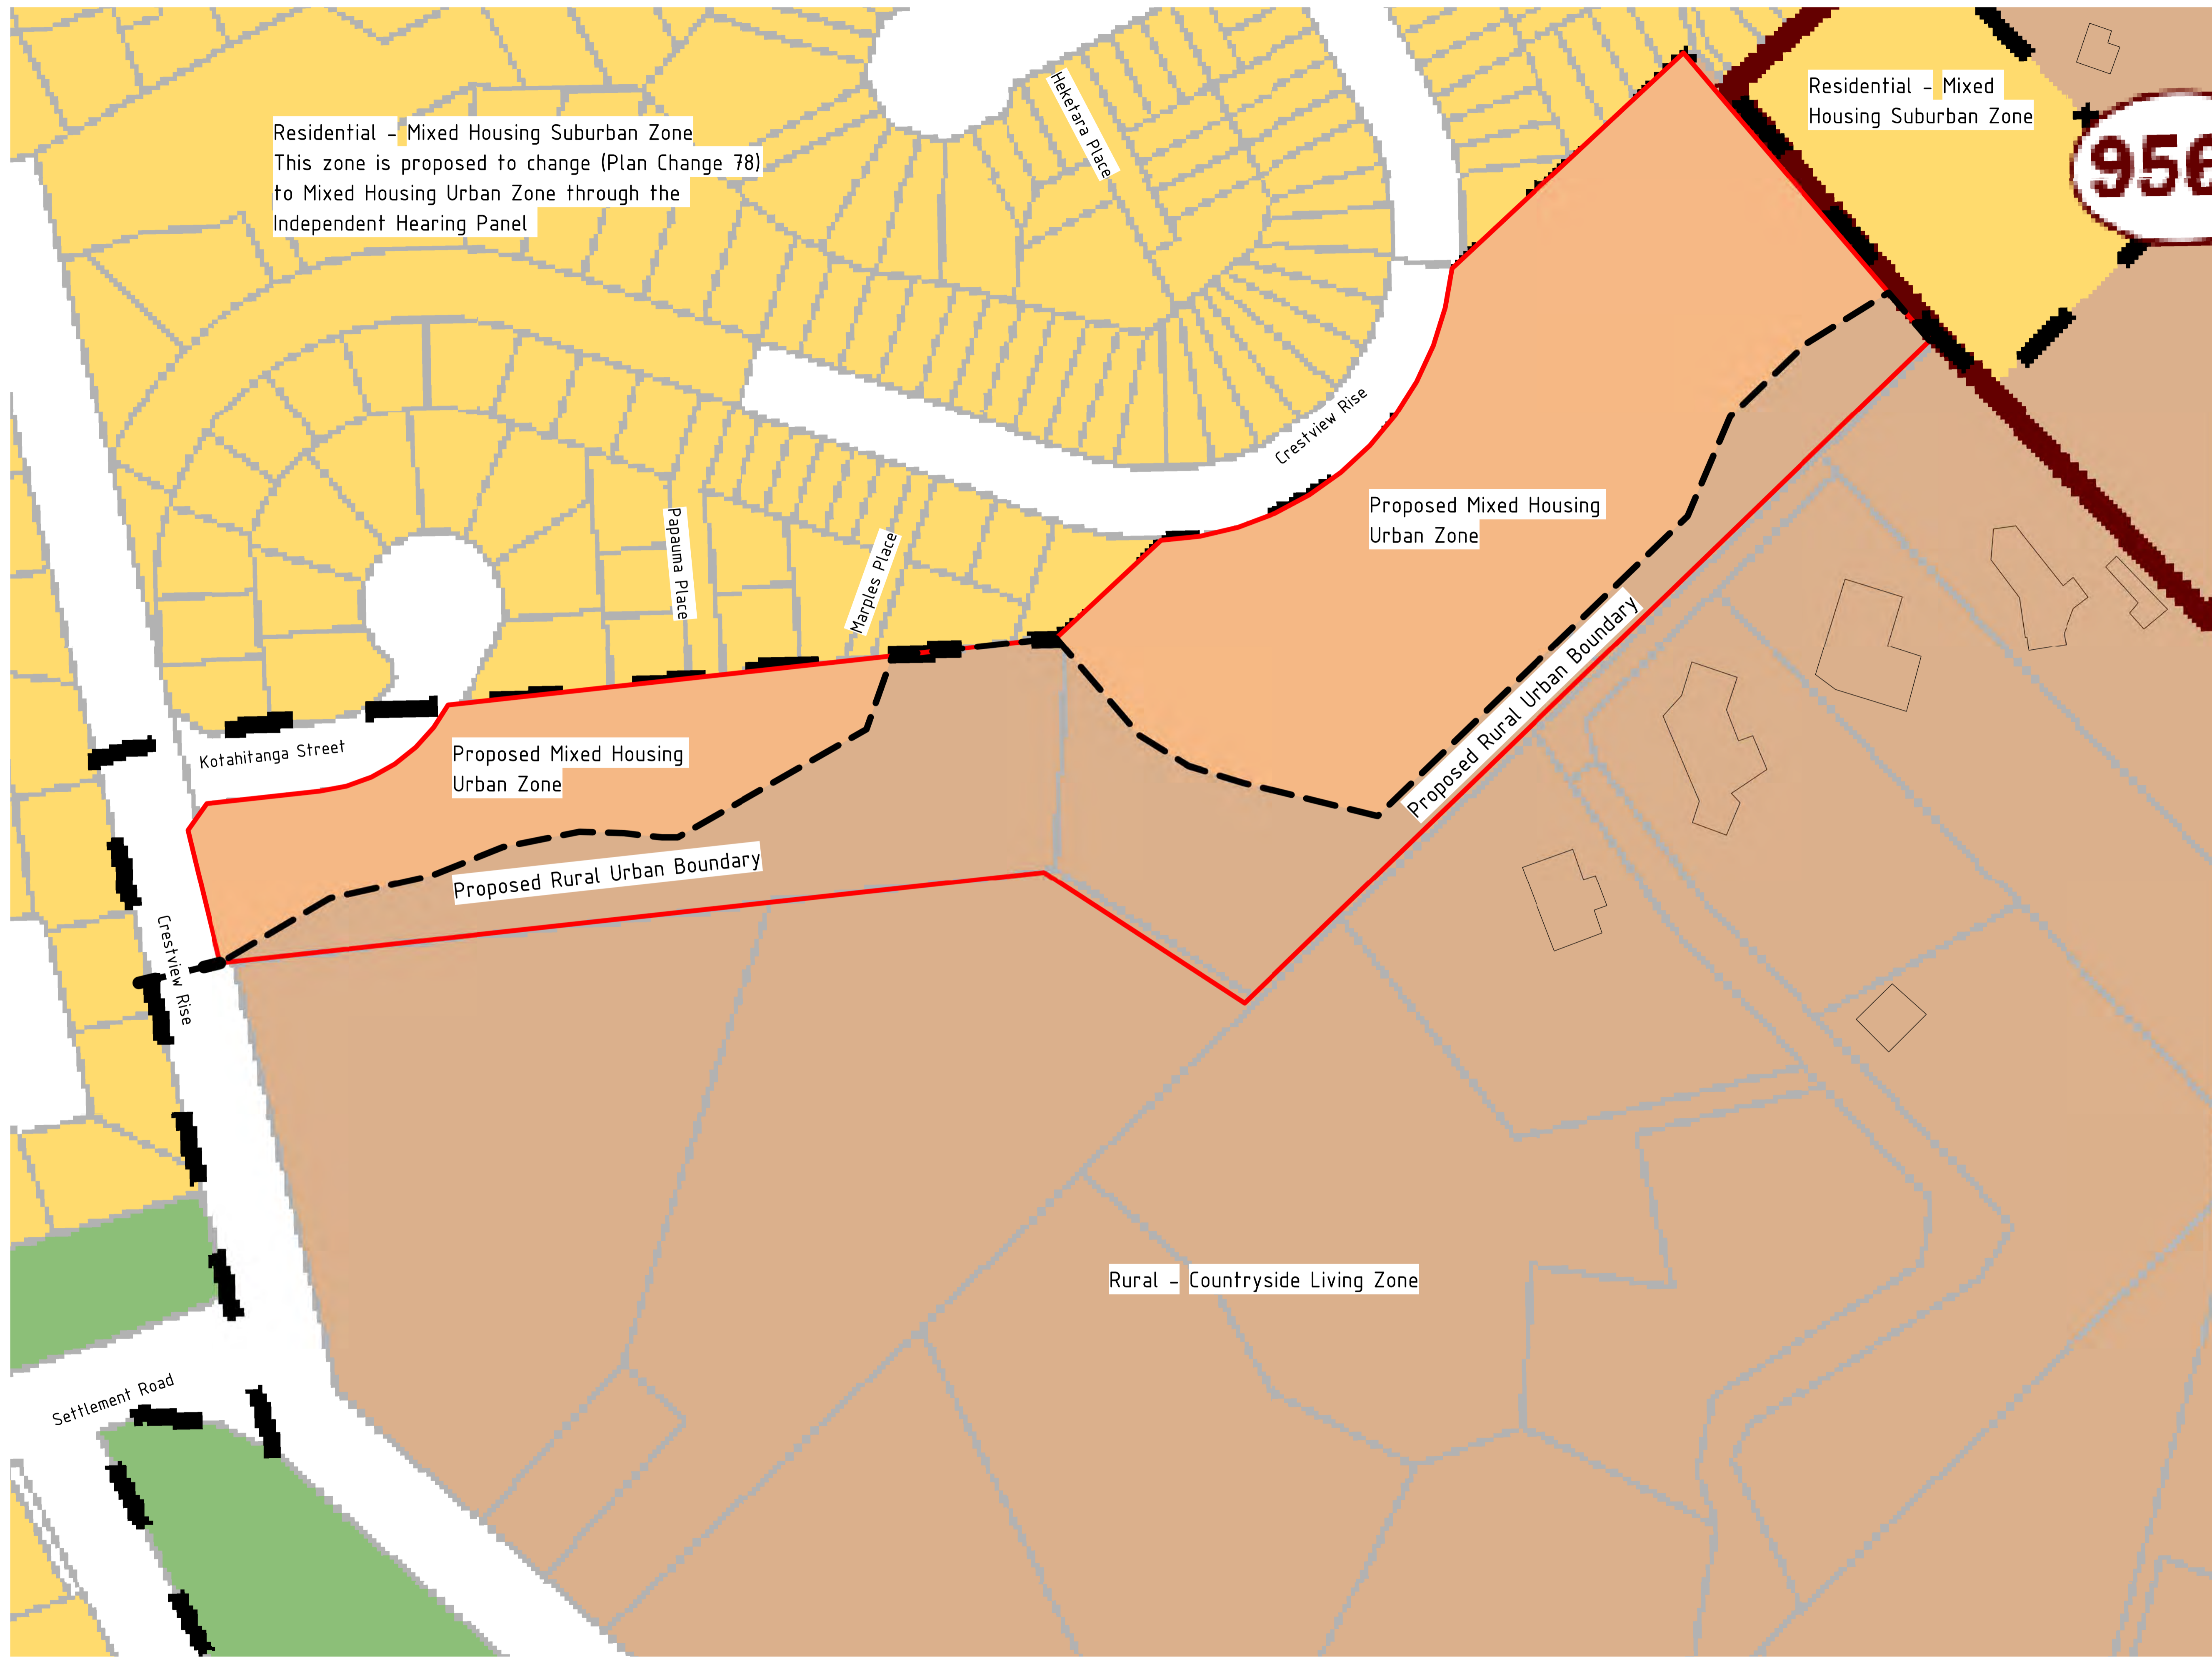 Residential - Mixed Housing Suburban Zone
This zone is proposed to change (Plan Change 78)
to Mixed Housing Urban Zone through the
Independent Hearing Panel
Heketara Place
Residential - Mixed
Housing Suburban Zone
956
Crestview Rise
Papauma Place
Marples Place
Proposed Mixed Housing
Urban Zone
Kotahitanga Street
Proposed Mixed Housing
Urban Zone
Proposed Rural Urban Boundary
Proposed Rural Urban Boundary
Crestview Rise
Rural - Countryside Living Zone
Settlement Road